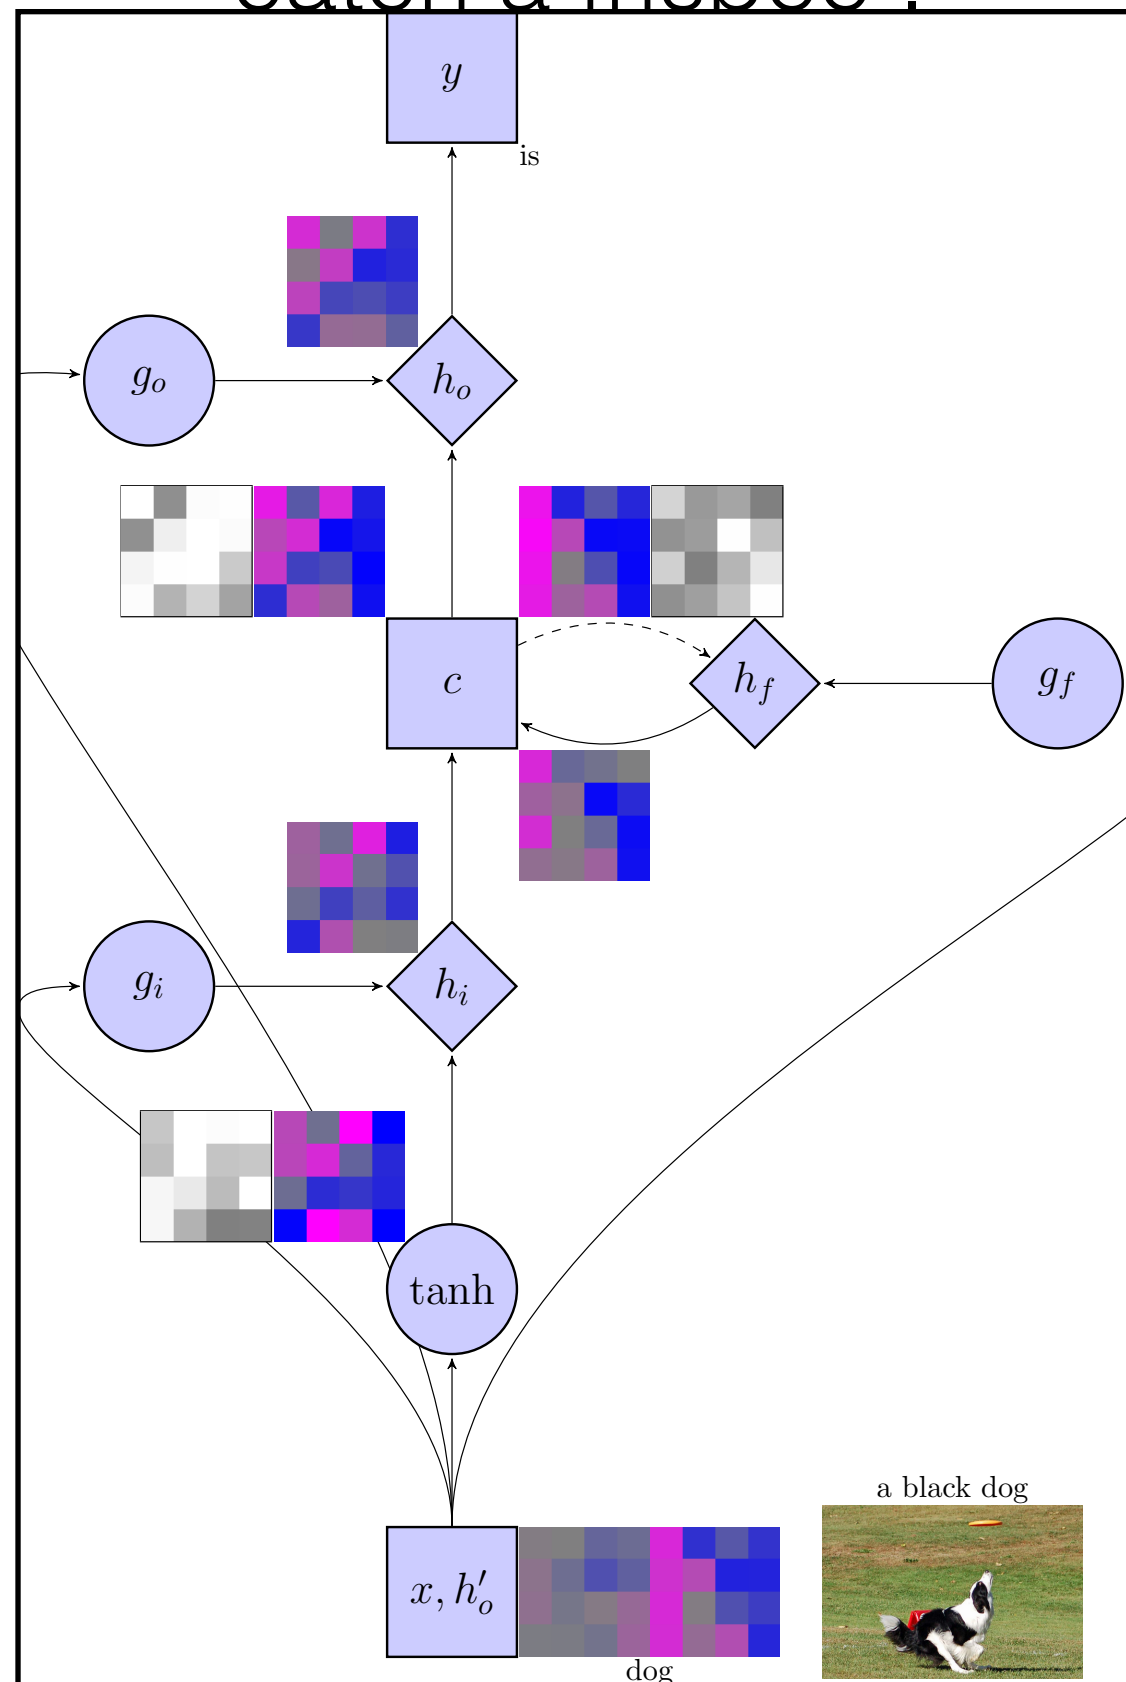 y
is
g_o
h_o
c
h_f
g_f
g_i
h_i
tanh
a black dog
x, h'_o
dog